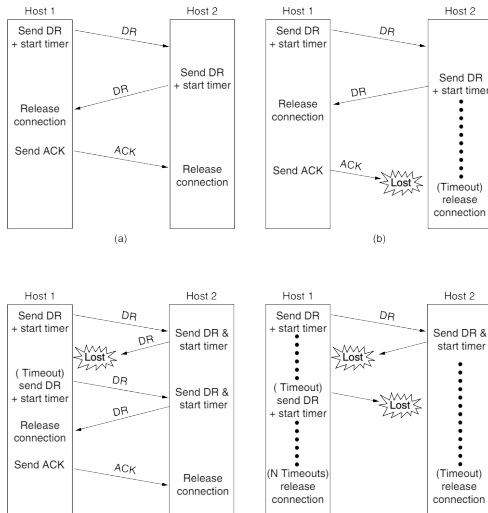 Host 1
Host 2
Send DR
+ start timer
DR
Send DR
+ start timer
DR
Release
connection
Send ACK
ACK
Release
connection
(a)
Host 1
Host 2
Send DR
+ start timer
DR
Send DR
+ start timer
DR
Release
connection
Send ACK
ACK
Lost
(Timeout)
release
connection
(b)
Host 1
Host 2
Send DR
+ start timer
DR
Send DR &
start timer
DR
Lost
( Timeout)
send DR
+ start timer
DR
Send DR &
start timer
DR
Release
connection
Send ACK
ACK
Release
connection
Host 1
Host 2
Send DR
+ start timer
DR
Send DR &
start timer
Lost
( Timeout)
send DR
+ start timer
Lost
(N Timeouts)
release
connection
(Timeout)
release
connection